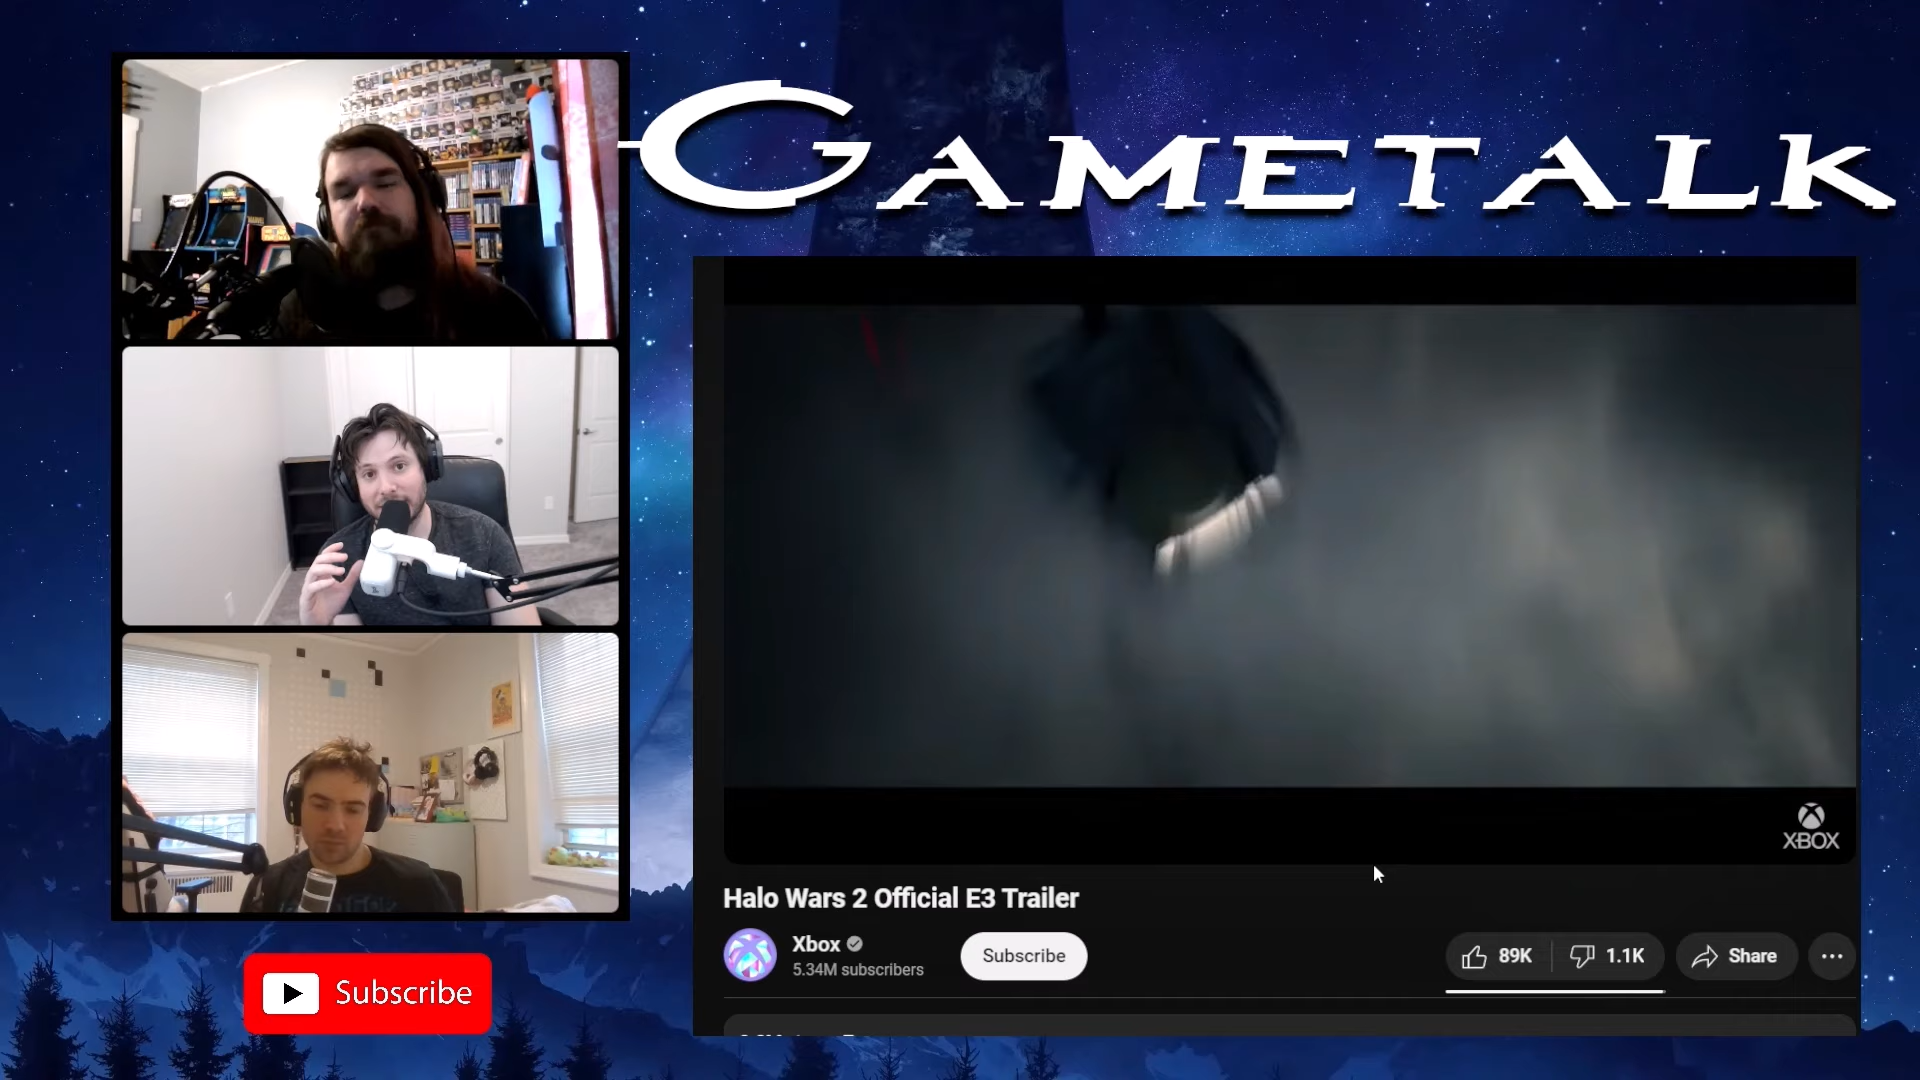 GAMETALK
XBOX
Halo Wars 2 Official E3 Trailer
Xbox
5.34M subscribers
Subscribe
89K
1.1K
Share
Subscribe